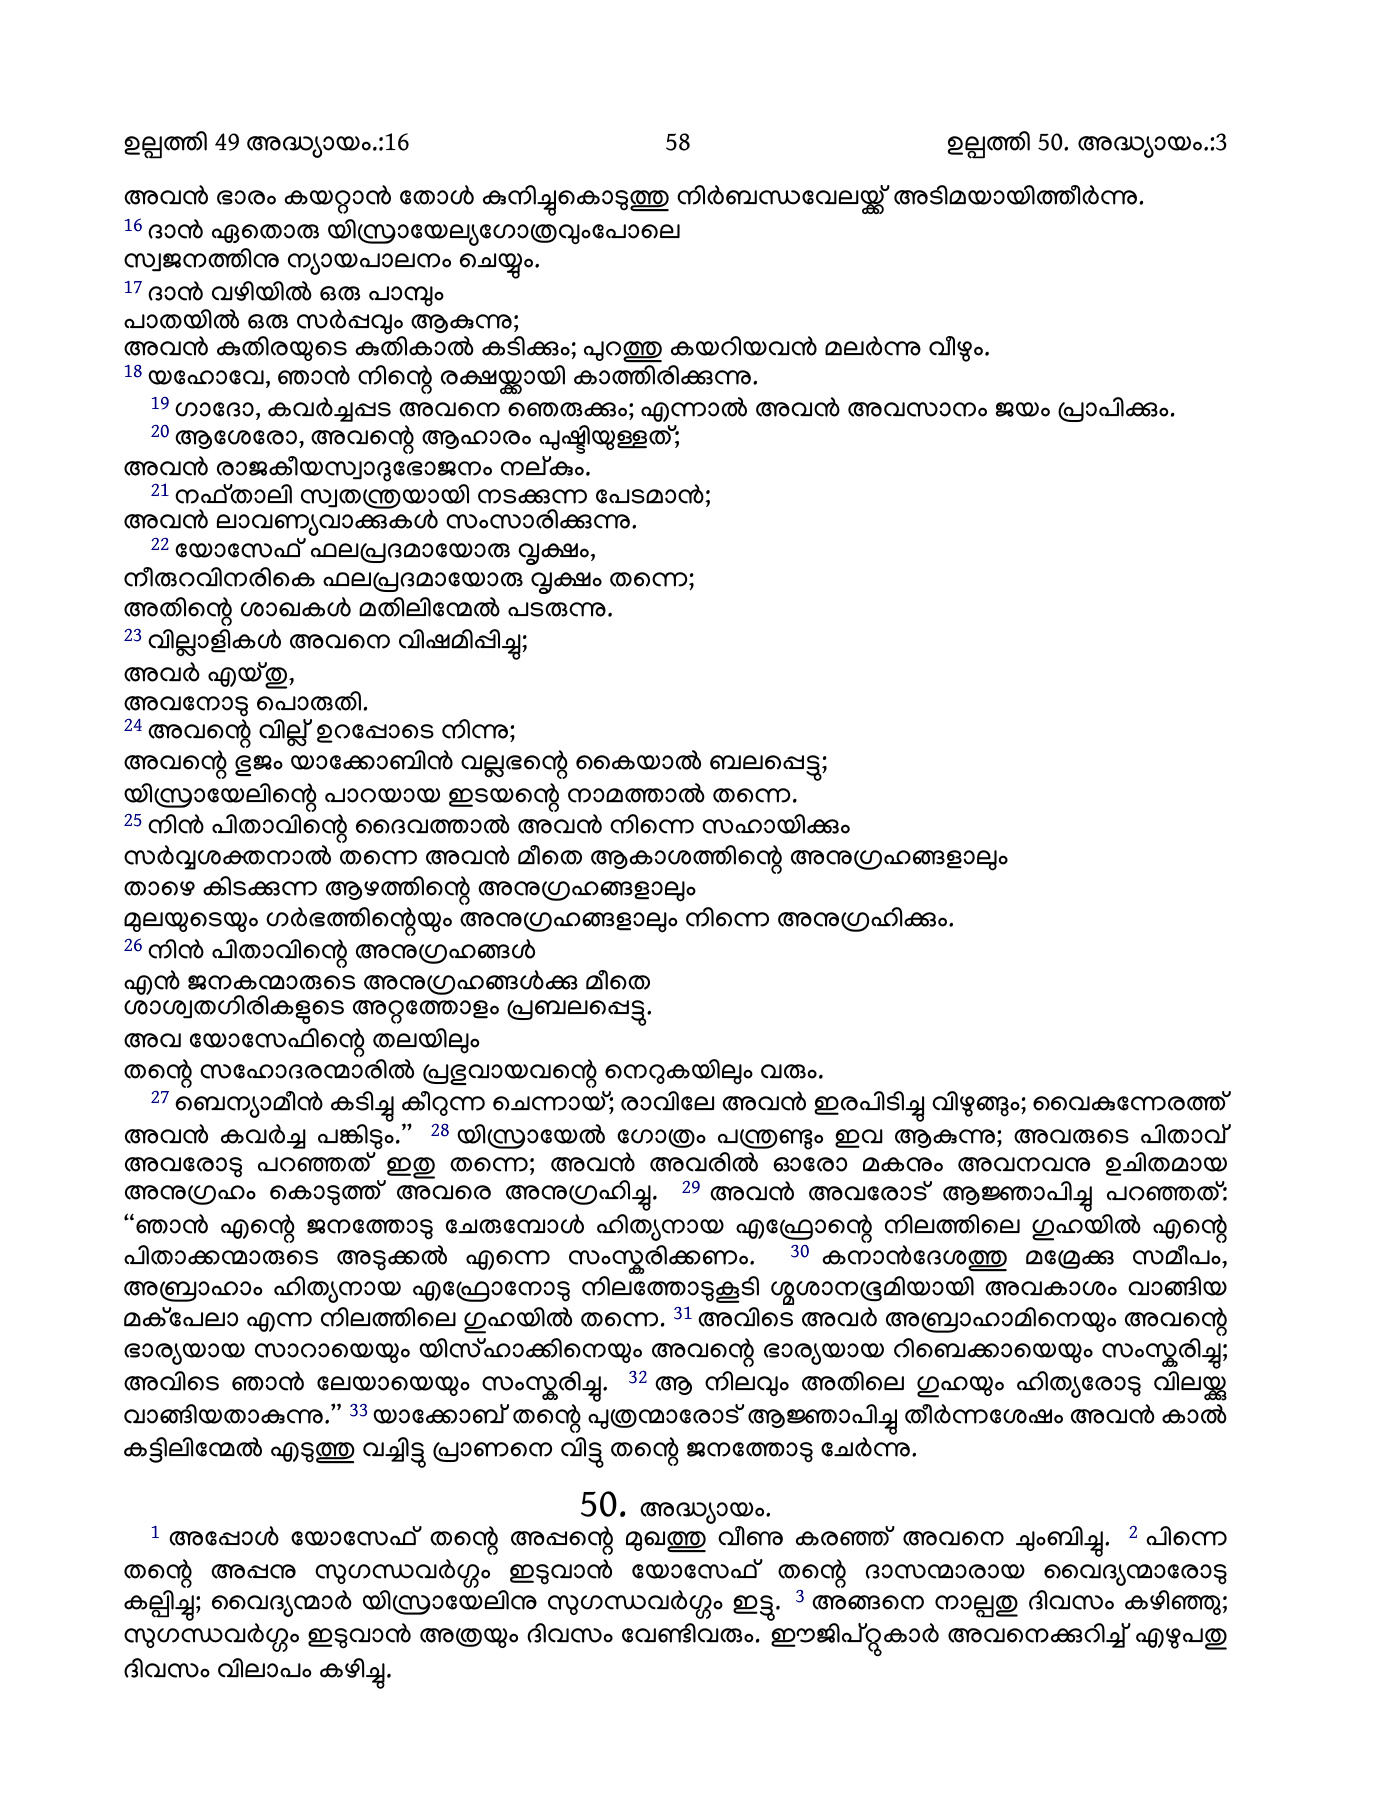 ഉല്പത്തി 49 അദ്ധ്യായം.:16 58 ഉല്പത്തി 50. അദ്ധ്യായം.:3
അവൻ ഭാരം കയറ്റാൻ തോൾ കുനിച്ചുകൊടുത്തു നിർബന്ധവേലയ്ക്ക് അടിമയായിത്തീർന്നു.
16 ദാൻ ഏതൊരു യിസ്രായേല്യഗോത്രവുംപോലെ
സ്വജനത്തിനു ന്യായപാലനം ചെയ്യും.
17 ദാൻ വഴിയിൽ ഒരു പാമ്പും
പാതയിൽ ഒരു സർപ്പവും ആകുന്നു;
അവൻ കുതിരയുടെ കുതികാൽ കടിക്കും; പുറത്തു കയറിയവൻ മലർന്നു വീഴും.
18 യഹോവേ, ഞാൻ നിന്റെ രക്ഷയ്ക്കായി കാത്തിരിക്കുന്നു.
19 ഗാദോ, കവർച്ചപ്പട അവനെ ഞെരുക്കും; എന്നാൽ അവൻ അവസാനം ജയം പ്രാപിക്കും.
20 ആശേരോ, അവന്റെ ആഹാരം പുഷ്ടിയുള്ളത്;
അവൻ രാജകീയസ്വാദുഭോജനം നല്കും.
21 നഫ്താലി സ്വതന്ത്രയായി നടക്കുന്ന പേടമാൻ;
അവൻ ലാവണ്യവാക്കുകൾ സംസാരിക്കുന്നു.
22 യോസേഫ് ഫലപ്രദമായോരു വൃക്ഷം,
നീരുറവിനരികെ ഫലപ്രദമായോരു വൃക്ഷം തന്നെ;
അതിന്റെ ശാഖകൾ മതിലിന്മേൽ പടരുന്നു.
23 വില്ലാളികൾ അവനെ വിഷമിപ്പിച്ചു;
അവർ എയ്തു,
അവനോടു പൊരുതി.
24 അവന്റെ വില്ല് ഉറപ്പോടെ നിന്നു;
അവന്റെ ഭുജം യാക്കോബിൻ വല്ലഭന്റെ കൈയാൽ ബലപ്പെട്ടു;
യിസ്രായേലിന്റെ പാറയായ ഇടയന്റെ നാമത്താൽ തന്നെ.
25 നിൻ പിതാവിന്റെ ദൈവത്താൽ അവൻ നിന്നെ സഹായിക്കും
സർവ്വശക്തനാൽ തന്നെ അവൻ മീതെ ആകാശത്തിന്റെ അനുഗ്രഹങ്ങളാലും
താഴെ കിടക്കുന്ന ആഴത്തിന്റെ അനുഗ്രഹങ്ങളാലും
മുലയുടെയും ഗർഭത്തിന്റെയും അനുഗ്രഹങ്ങളാലും നിന്നെ അനുഗ്രഹിക്കും.
26 നിൻ പിതാവിന്റെ അനുഗ്രഹങ്ങൾ
എൻ ജനകന്മാരുടെ അനുഗ്രഹങ്ങൾക്കു മീതെ
ശാശ്വതഗിരികളുടെ അറ്റത്തോളം പ്രബലപ്പെട്ടു.
അവ യോസേഫിന്റെ തലയിലും
തന്റെ സഹോദരന്മാരിൽ പ്രഭുവായവന്റെ നെറുകയിലും വരും.
27 ബെന്യാമീൻ കടിച്ചു കീറുന്ന ചെന്നായ്; രാവിലേ അവൻ ഇരപിടിച്ചു വിഴുങ്ങും; വൈകുന്നേരത്ത്
അവൻ കവർച്ച പങ്കിടും.” 28 യിസ്രായേൽ ഗോത്രം പന്ത്രണ്ടും ഇവ ആകുന്നു; അവരുടെ പിതാവ്
അവരോടു പറഞ്ഞത് ഇതു തന്നെ; അവൻ അവരിൽ ഓരോ മകനും അവനവനു ഉചിതമായ
അനുഗ്രഹം കൊടുത്ത് അവരെ അനുഗ്രഹിച്ചു. 29 അവൻ അവരോട് ആജ്ഞാപിച്ചു പറഞ്ഞത്:
“ഞാൻ എന്റെ ജനത്തോടു ചേരുമ്പോൾ ഹിത്യനായ എഫ്രോന്റെ നിലത്തിലെ ഗുഹയിൽ എന്റെ
പിതാക്കന്മാരുടെ അടുക്കൽ എന്നെ സംസ്കരിക്കണം. 30 കനാൻദേശത്തു മമ്രേക്കു സമീപം,
അബ്രാഹാം ഹിത്യനായ എഫ്രോനോടു നിലത്തോടുകൂടി ശ്മശാനഭൂമിയായി അവകാശം വാങ്ങിയ
മക്പേലാ എന്ന നിലത്തിലെ ഗുഹയിൽ തന്നെ. 31 അവിടെ അവർ അബ്രാഹാമിനെയും അവന്റെ
ഭാര്യയായ സാറായെയും യിസ്ഹാക്കിനെയും അവന്റെ ഭാര്യയായ റിബെക്കായെയും സംസ്കരിച്ചു;
അവിടെ ഞാൻ ലേയായെയും സംസ്കരിച്ചു. 32 ആ നിലവും അതിലെ ഗുഹയും ഹിത്യരോടു വിലയ്ക്കു
വാങ്ങിയതാകുന്നു.” 33 യാക്കോബ് തന്റെ പുത്രന്മാരോട് ആജ്ഞാപിച്ചു തീർന്നശേഷം അവൻ കാൽ
കട്ടിലിന്മേൽ എടുത്തു വച്ചിട്ടു പ്രാണനെ വിട്ടു തന്റെ ജനത്തോടു ചേർന്നു.
50. അദ്ധ്യായം.
1 അപ്പോൾ യോസേഫ് തന്റെ അപ്പന്റെ മുഖത്തു വീണു കരഞ്ഞ് അവനെ ചുംബിച്ചു. 2 പിന്നെ
തന്റെ അപ്പനു സുഗന്ധവർഗ്ഗം ഇടുവാൻ യോസേഫ് തന്റെ ദാസന്മാരായ വൈദ്യന്മാരോടു
കല്പിച്ചു; വൈദ്യന്മാർ യിസ്രായേലിനു സുഗന്ധവർഗ്ഗം ഇട്ടു. 3 അങ്ങനെ നാല്പതു ദിവസം കഴിഞ്ഞു;
സുഗന്ധവർഗ്ഗം ഇടുവാൻ അത്രയും ദിവസം വേണ്ടിവരും. ഈജിപ്റ്റുകാർ അവനെക്കുറിച്ച് എഴുപതു
ദിവസം വിലാപം കഴിച്ചു.